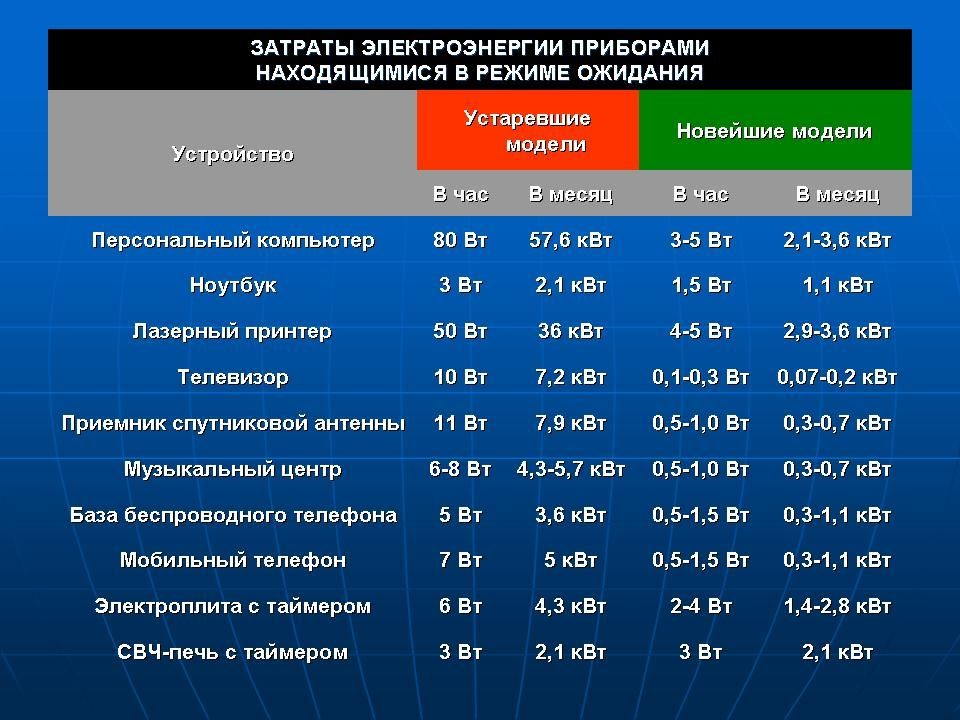 ЗАТРАТЫ ЭЛЕКТРОЭНЕРГИИ ПРИБОРАМИ
НАХОДЯЩИМИСЯ В РЕЖИМЕ ОЖИДАНИЯ
Устройство
Устаревшие
модели
Новейшие модели
В час В месяц В час В месяц
Персональный компьютер 80 Вт 57,6 кВт 3-5 Вт 2,1-3,6 кВт
Ноутбук 3 Вт 2,1 кВт 1,5 Вт 1,1 кВт
Лазерный принтер 50 Вт 36 кВт 4-5 Вт 2,9-3,6 кВт
Телевизор 10 Вт 7,2 кВт 0,1-0,3 Вт 0,07-0,2 кВт
Приемник спутниковой антенны 11 Вт 7,9 кВт 0,5-1,0 Вт 0,3-0,7 кВт
Музыкальный центр 6-8 Вт 4,3-5,7 кВт 0,5-1,0 Вт 0,3-0,7 кВт
База беспроводного телефона 5 Вт 3,6 кВт 0,5-1,5 Вт 0,3-1,1 кВт
Мобильный телефон 7 Вт 5 кВт 0,5-1,5 Вт 0,3-1,1 кВт
Электроплита с таймером 6 Вт 4,3 кВт 2-4 Вт 1,4-2,8 кВт
СВЧ-печь с таймером 3 Вт 2,1 кВт 3 Вт 2,1 кВт